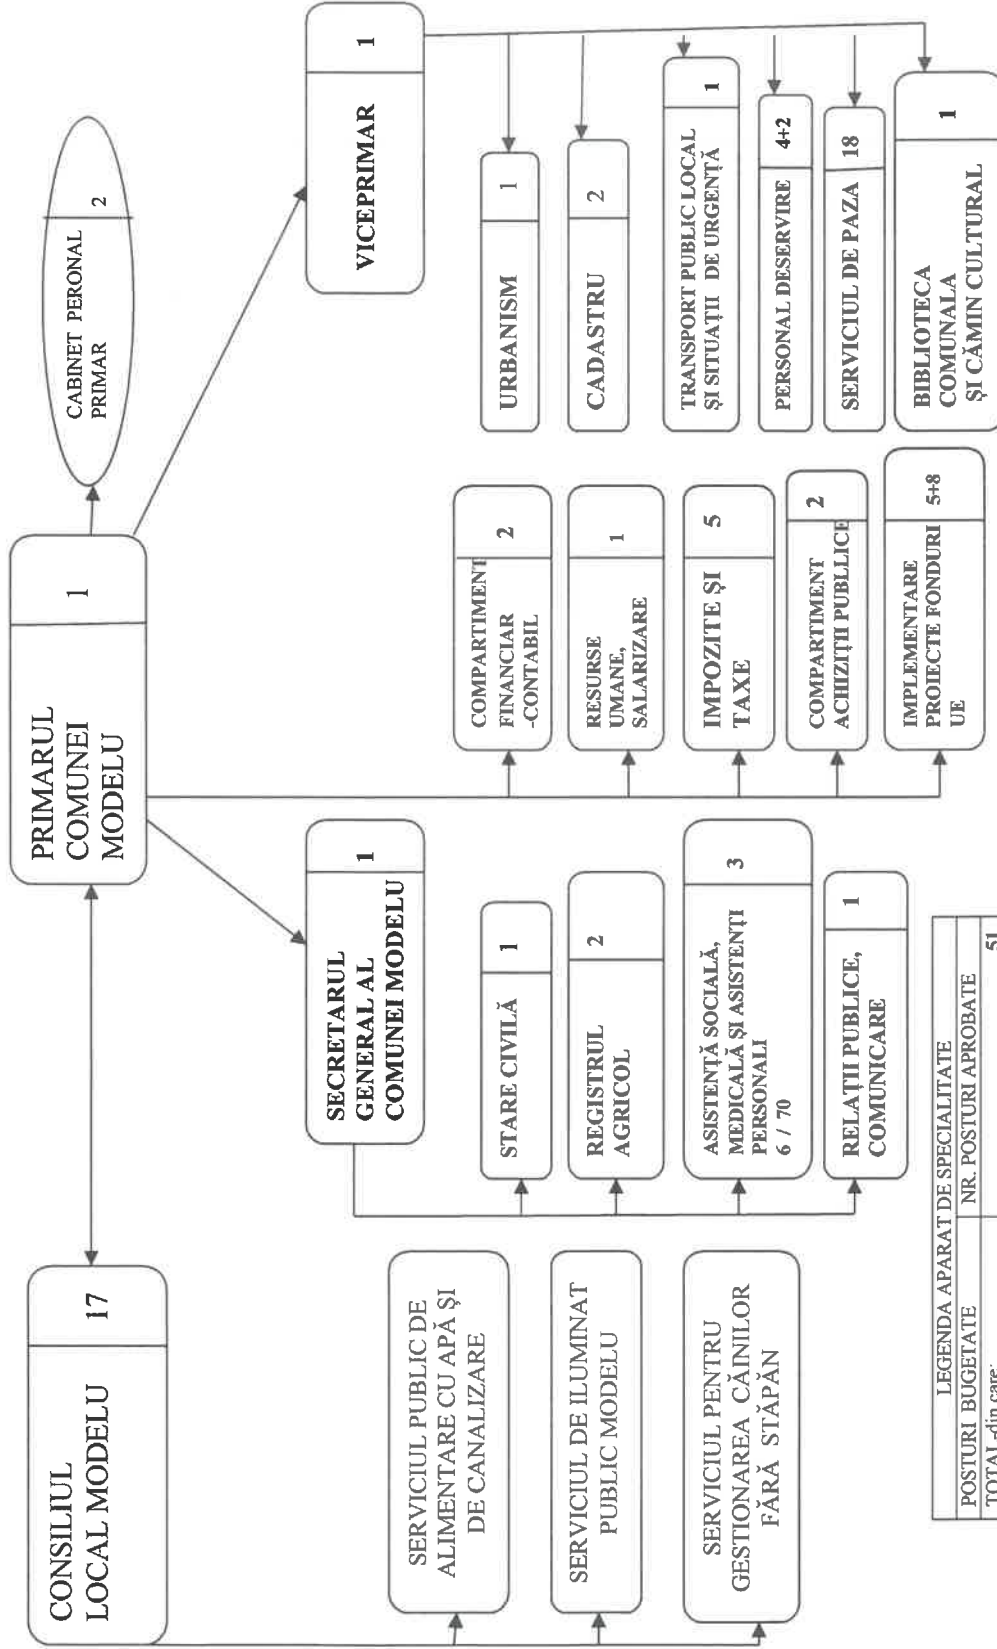 CONSILIUL
LOCAL MODELU
17
PRIMARUL
COMUNEI
MODELU
1
CABINET PERONAL
PRIMAR
2
SECRETARUL
GENERAL AL
COMUNEI MODELU
1
VICEPRIMAR
1
SERVICIUL PUBLIC DE
ALIMENTARE CU APĂ ȘI
DE CANALIZARE
SERVICIUL DE ILUMINAT
PUBLIC MODELU
SERVICIUL PENTRU
GESTIONAREA CĂINILOR
FĂRĂ STĂPĂN
STARE CIVILĂ
1
REGISTRUL
AGRICOL
2
ASISTENȚĂ SOCIALĂ,
MEDICALĂ ȘI ASISTENȚI
PERSONALI
6 / 70
3
RELAȚII PUBLICE,
COMUNICARE
1
COMPARTIMENT
FINANCIAR
-CONTABIL
2
RESURSE
UMANE,
SALARIZARE
1
IMPOZITE ȘI
TAXE
5
COMPARTIMENT
ACHIZIȚII PUBLLICE
2
IMPLEMENTARE
PROIECTE FONDURI
UE
5+8
URBANISM
1
CADASTRU
2
TRANSPORT PUBLIC LOCAL
ȘI SITUAȚII DE URGENȚĂ
1
PERSONAL DESERVIRE
4+2
SERVICIUL DE PAZA
18
BIBLIOTECA
COMUNALA
ȘI CĂMIN CULTURAL
1
LEGENDA APARAT DE SPECIALITATE
POSTURI BUGETATE
NR. POSTURI APROBATE
TOTAL-din care:
51